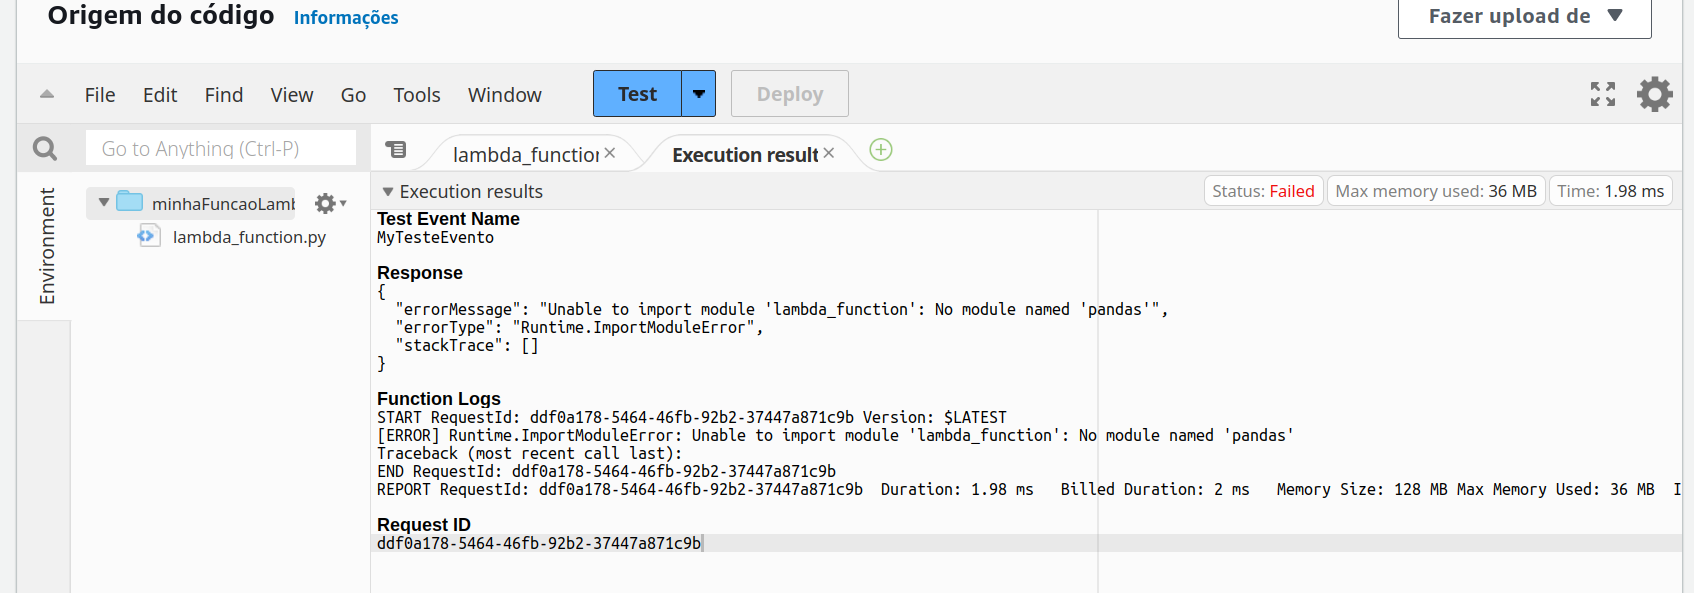 Origem do código Informações
Fazer upload de
File Edit Find View Go Tools Window Test Deploy
Go to Anything (Ctrl-P)
lambda_function
Execution result
Environment
Execution results
Status: Failed Max memory used: 36 MB Time: 1.98 ms
minhaFuncaoLamb
lambda_function.py
Test Event Name
MyTesteEvento
Response
{
"errorMessage": "Unable to import module 'lambda_function': No module named 'pandas'",
"errorType": "Runtime.ImportModuleError",
"stackTrace": []
}
Function Logs
START RequestId: ddf0a178-5464-46fb-92b2-37447a871c9b Version: $LATEST
[ERROR] Runtime.ImportModuleError: Unable to import module 'lambda_function': No module named 'pandas'
Traceback (most recent call last):
END RequestId: ddf0a178-5464-46fb-92b2-37447a871c9b
REPORT RequestId: ddf0a178-5464-46fb-92b2-37447a871c9b Duration: 1.98 ms Billed Duration: 2 ms Memory Size: 128 MB Max Memory Used: 36 MB I
Request ID
ddf0a178-5464-46fb-92b2-37447a871c9b